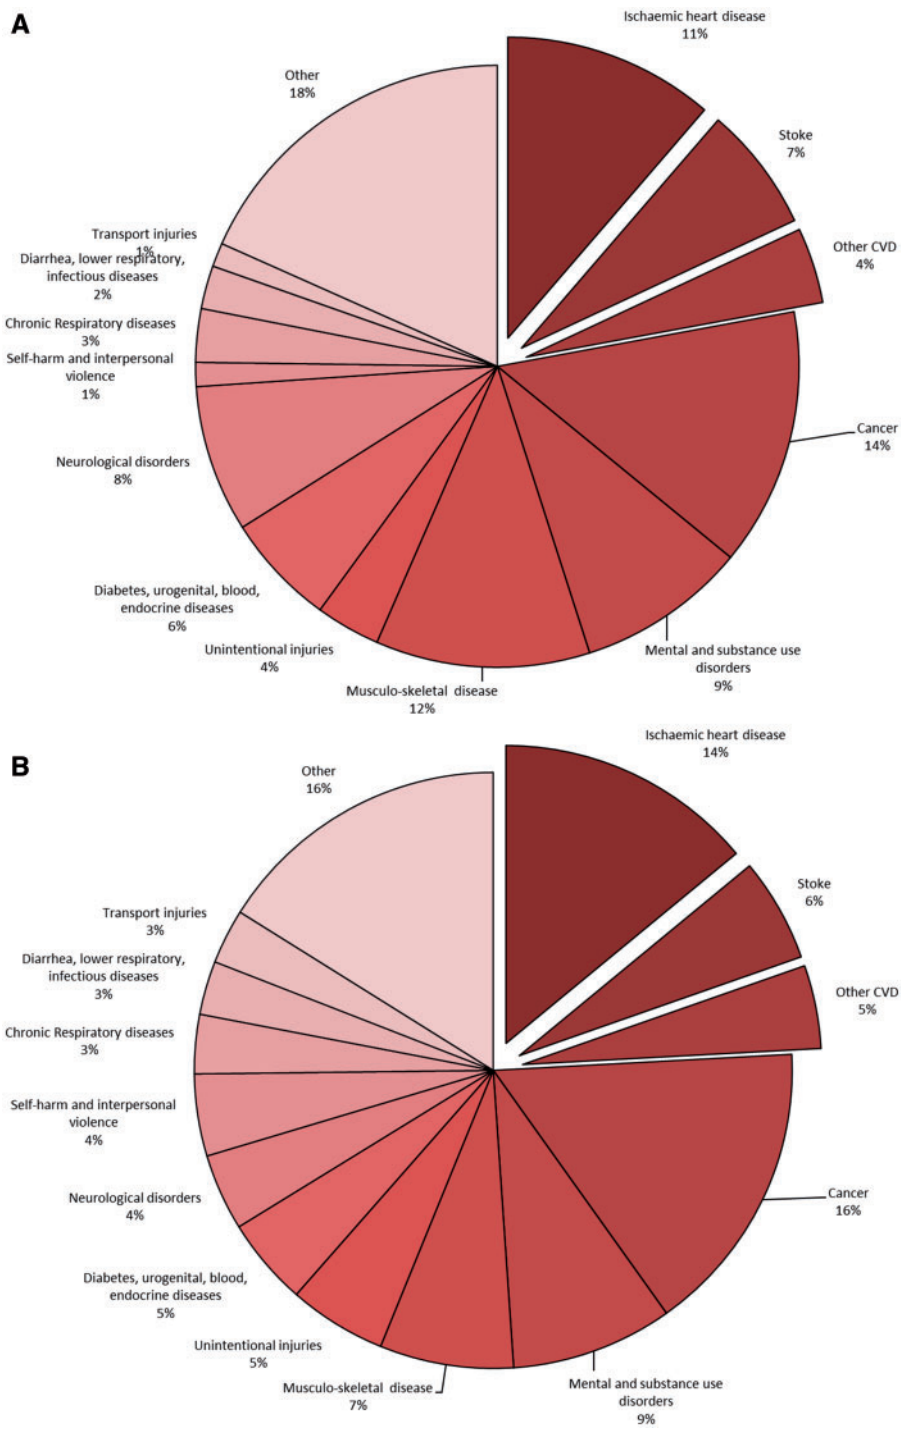 A
Ischaemic heart disease
11%
Stoke
7%
Other CVD
4%
Cancer
14%
Mental and substance use
disorders
9%
Musculo-skeletal disease
12%
Unintentional injuries
4%
Diabetes, urogenital, blood,
endocrine diseases
6%
Neurological disorders
8%
Self-harm and interpersonal
violence
1%
Chronic Respiratory diseases
3%
Diarrhea, lower respiratory,
infectious diseases
2%
Transport injuries
1%
Other
18%
B
Ischaemic heart disease
14%
Stoke
6%
Other CVD
5%
Cancer
16%
Mental and substance use
disorders
9%
Musculo-skeletal disease
7%
Unintentional injuries
5%
Diabetes, urogenital, blood,
endocrine diseases
5%
Neurological disorders
4%
Self-harm and interpersonal
violence
4%
Chronic Respiratory diseases
3%
Diarrhea, lower respiratory,
infectious diseases
3%
Transport injuries
3%
Other
16%